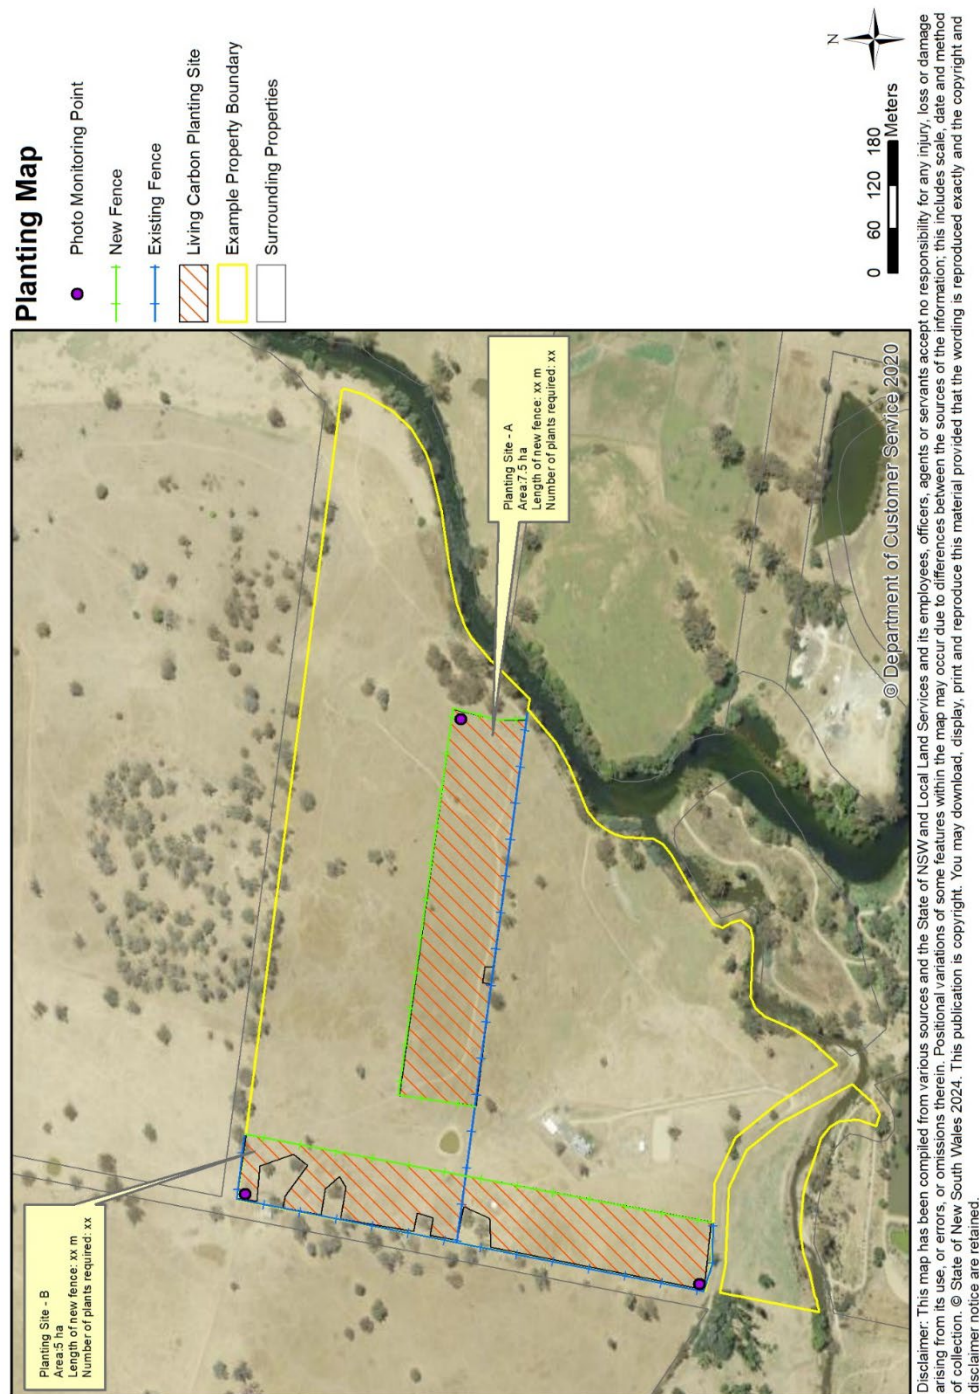 Planting Map
Photo Monitoring Point
New Fence
Existing Fence
Living Carbon Planting Site
Example Property Boundary
Surrounding Properties
N
0 60 120 180
Meters
Planting Site - B
Area:5 ha
Length of new fence: xx m
Number of plants required: xx
Planting Site - A
Area:7.5 ha
Length of new fence: xx m
Number of plants required: xx
© Department of Customer Service 2020
Disclaimer: This map has been compiled from various sources and the State of NSW and Local Land Services and its employees, officers, agents or servants accept no responsibility for any injury, loss or damage
arising from its use, or errors, or omissions therein. Positional variations of some features within the map may occur due to differences between the sources of the information; this includes scale, date and method
of collection. © State of New South Wales 2024. This publication is copyright. You may download, display, print and reproduce this material provided that the wording is reproduced exactly and the copyright and
disclaimer notice are retained.